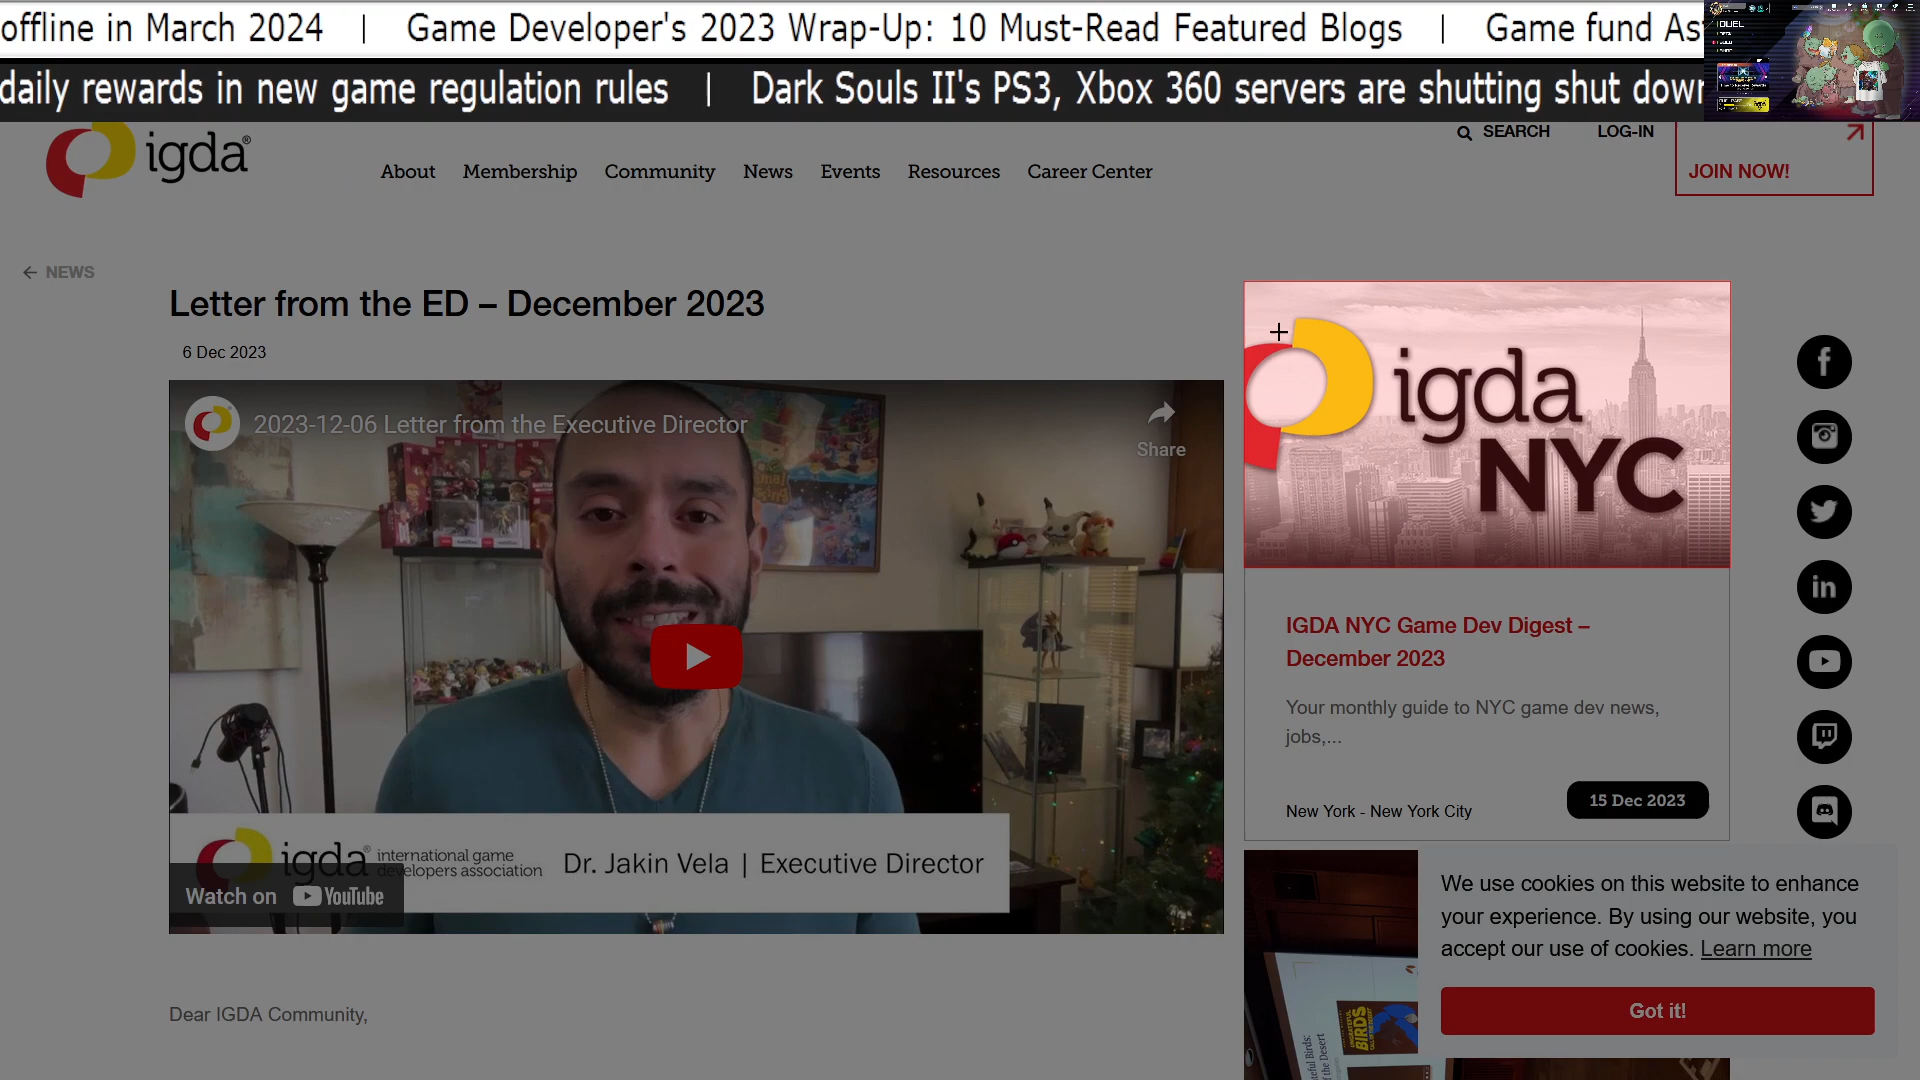 offline in March 2024 | Game Developer's 2023 Wrap-Up: 10 Must-Read Featured Blogs | Game fund As
daily rewards in new game regulation rules | Dark Souls II's PS3, Xbox 360 servers are shutting shut down
DUEL
igda®
SEARCH
LOG-IN
JOIN NOW!
About Membership Community News Events Resources Career Center
NEWS
Letter from the ED – December 2023
6 Dec 2023
2023-12-06 Letter from the Executive Director
Share
igda® international game developers association
Dr. Jakin Vela | Executive Director
Watch on YouTube
Dear IGDA Community,
igda
NYC
IGDA NYC Game Dev Digest –
December 2023
Your monthly guide to NYC game dev news,
jobs,...
New York - New York City
15 Dec 2023
We use cookies on this website to enhance
your experience. By using our website, you
accept our use of cookies. Learn more
Got it!
BIRDS
Birds:
the Desert